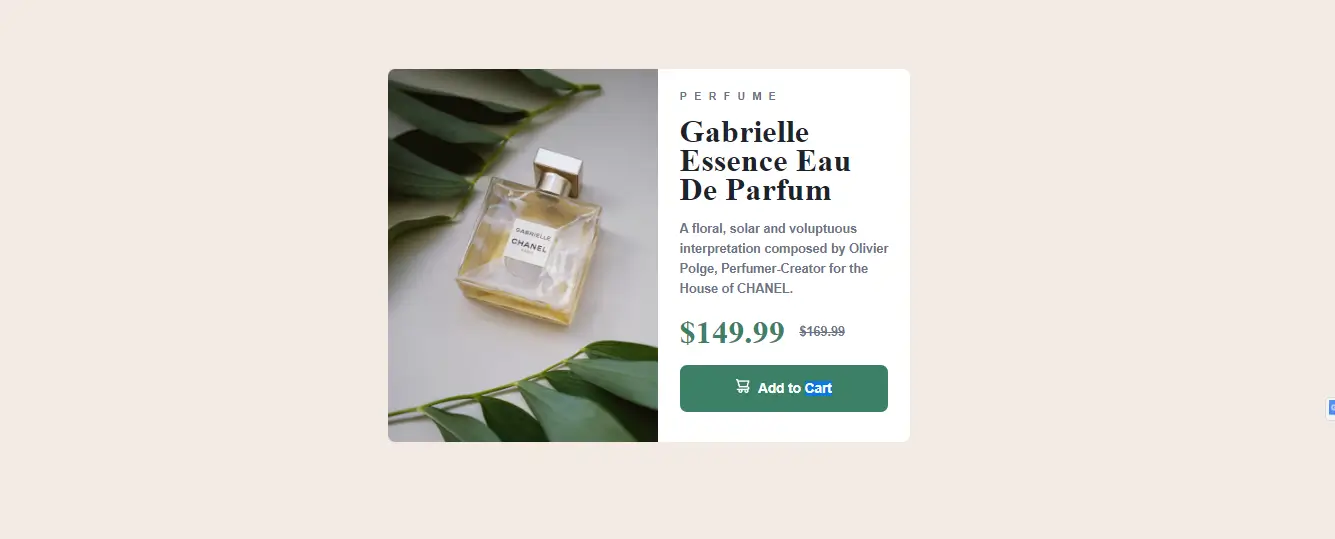 PERFUME
Gabrielle
Essence Eau
De Parfum
A floral, solar and voluptuous
interpretation composed by Olivier
Polge, Perfumer-Creator for the
House of CHANEL.
$149.99 $169.99
Add to Cart
GABRIELLE
CHANEL